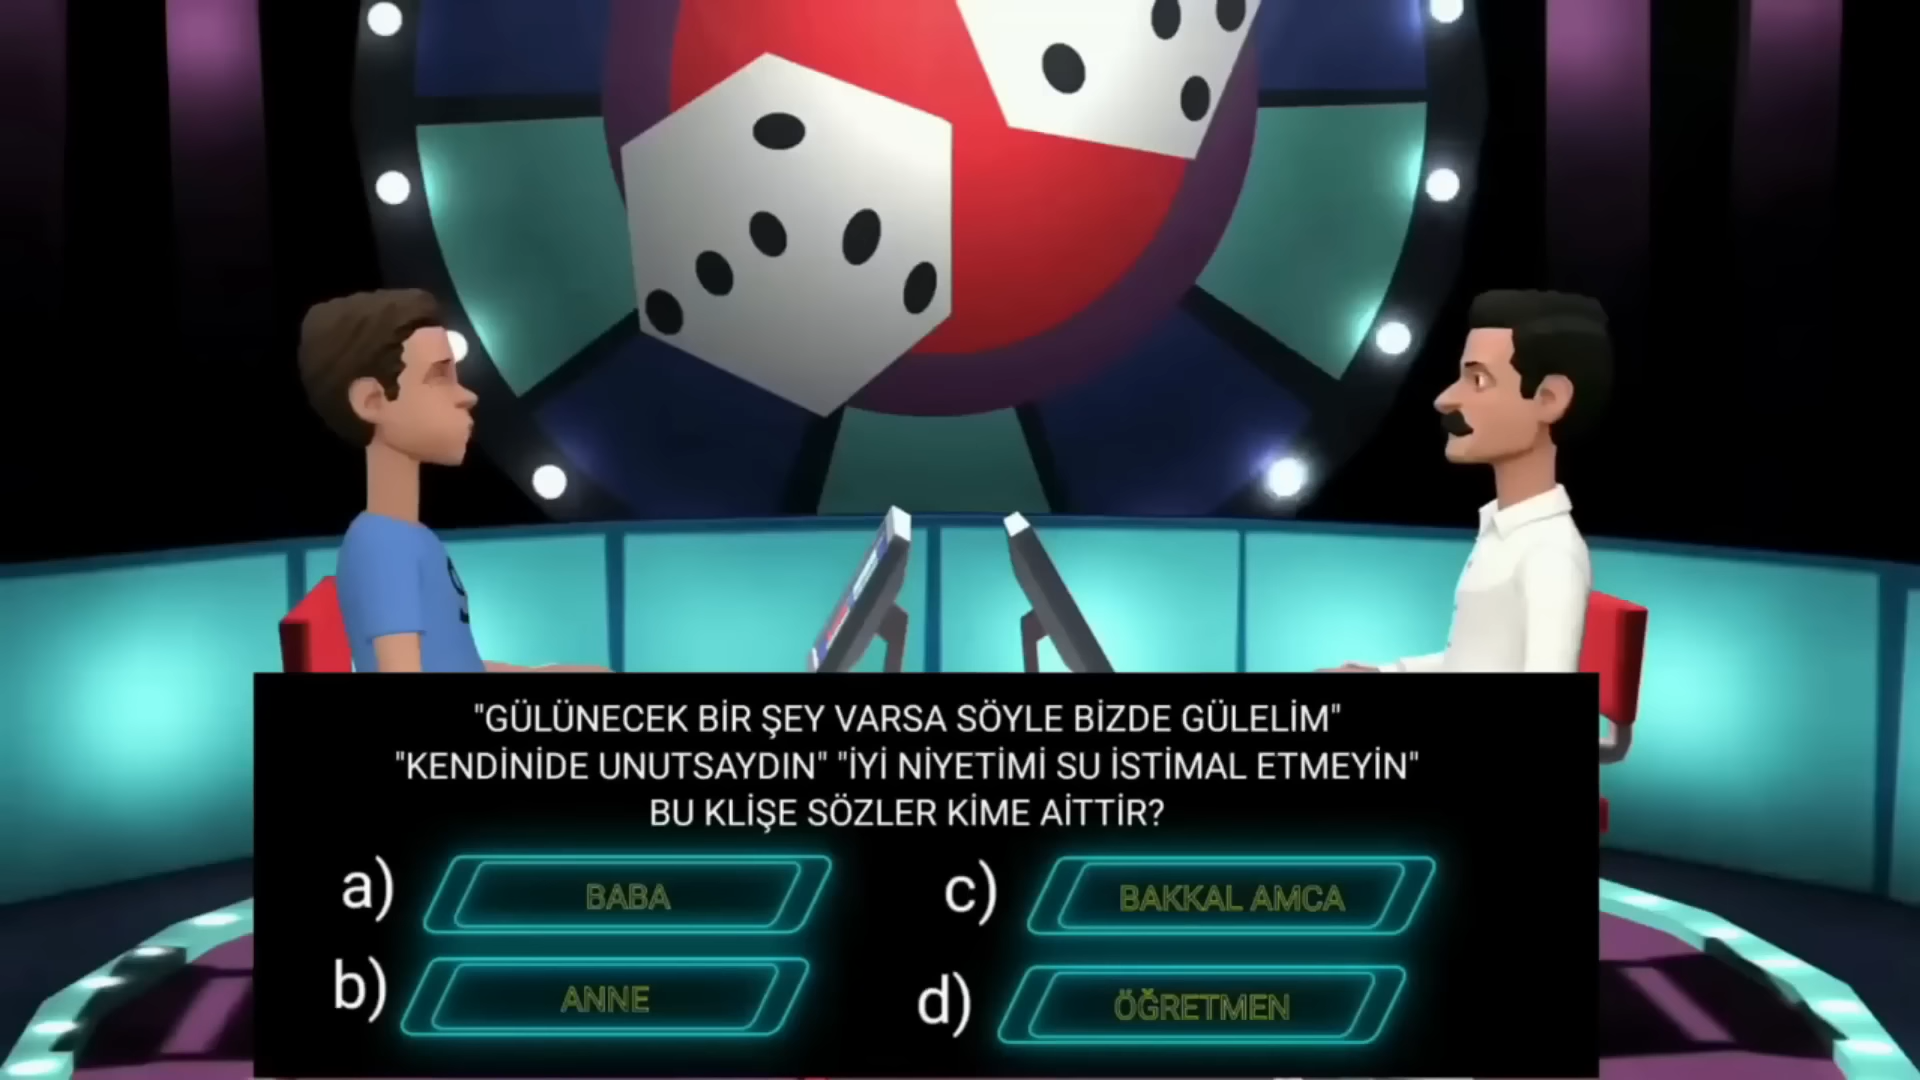 "GÜLÜNECEK BİR ŞEY VARSA SÖYLE BİZDE GÜLELİM"
"KENDİNİDE UNUTSAYDIN" "İYİ NİYETİMİ SU İSTİMAL ETMEYİN"
BU KLİŞE SÖZLER KİME AİTTİR?
a) BABA
b) ANNE
c) BAKKAL AMCA
d) ÖĞRETMEN